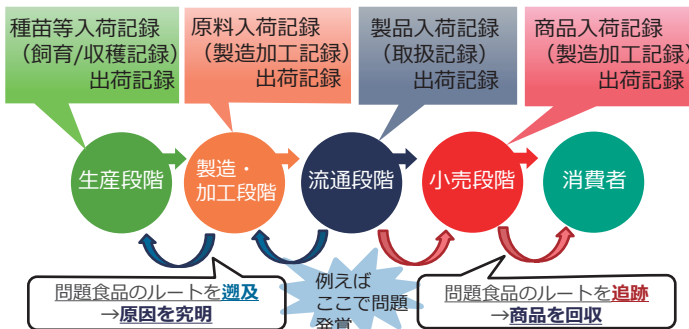 種苗等入荷記録
(飼育/収穫記録)
出荷記録
原料入荷記録
(製造加工記録)
出荷記録
製品入荷記録
(取扱記録)
出荷記録
商品入荷記録
(製造加工記録)
出荷記録
生産段階
製造・
加工段階
流通段階
小売段階
消費者
問題食品のルートを遡及
→原因を究明
例えば
ここで問題
発覚
問題食品のルートを追跡
→商品を回収